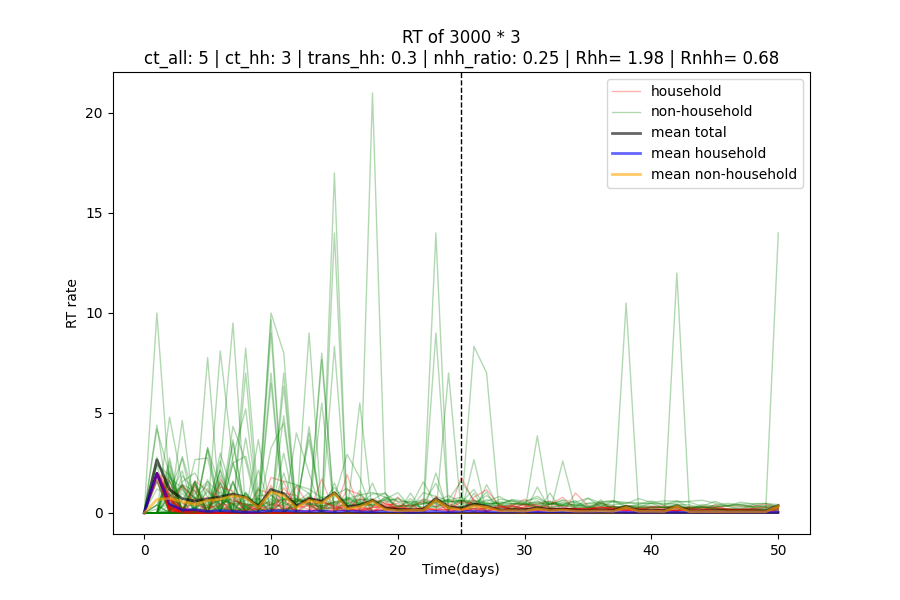 RT of 3000 * 3
ct_all: 5 | ct_hh: 3 | trans_hh: 0.3 | nhh_ratio: 0.25 | Rhh= 1.98 | Rnhh= 0.68
household
non-household
mean total
mean household
mean non-household
20
15
10
5
0
RT rate
0 10 20 30 40 50
Time(days)